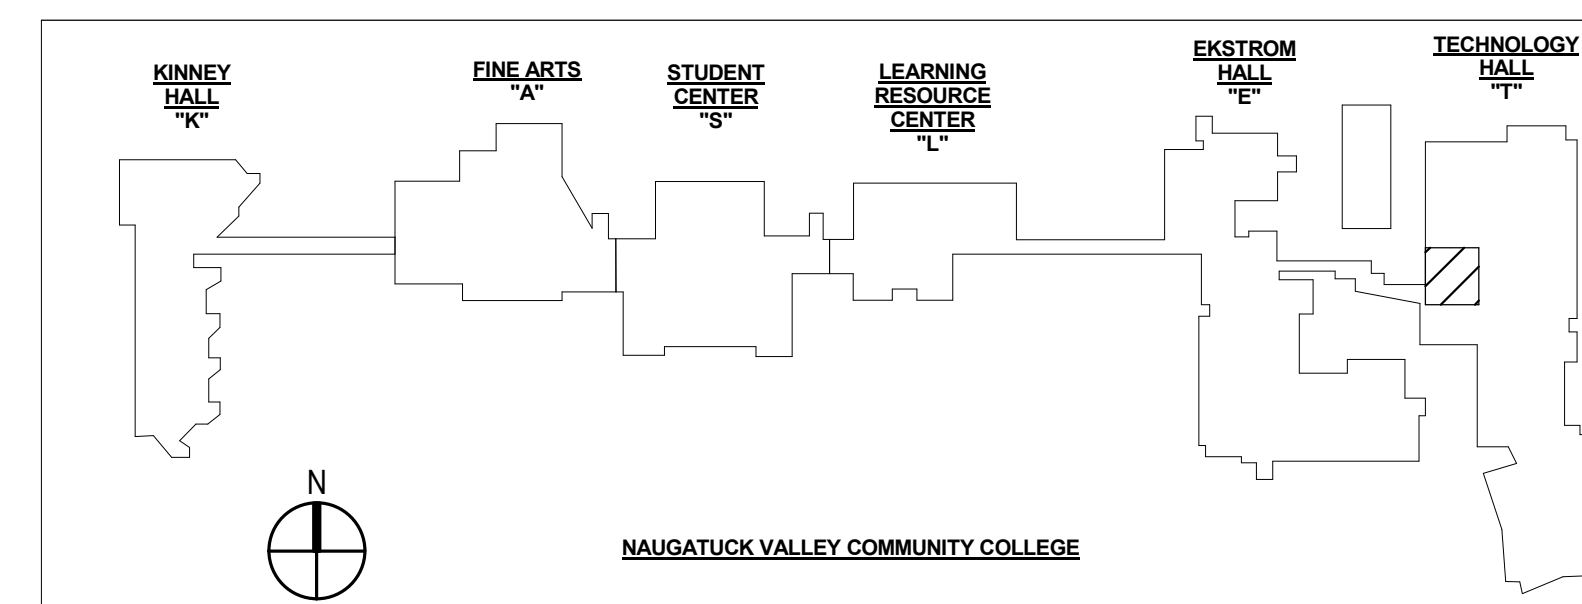 KINNEY
HALL
"K"
FINE ARTS
"A"
STUDENT
CENTER
"S"
LEARNING
RESOURCE
CENTER
"L"
EKSTROM
HALL
"E"
TECHNOLOGY
HALL
"T"
N
NAUGATUCK VALLEY COMMUNITY COLLEGE